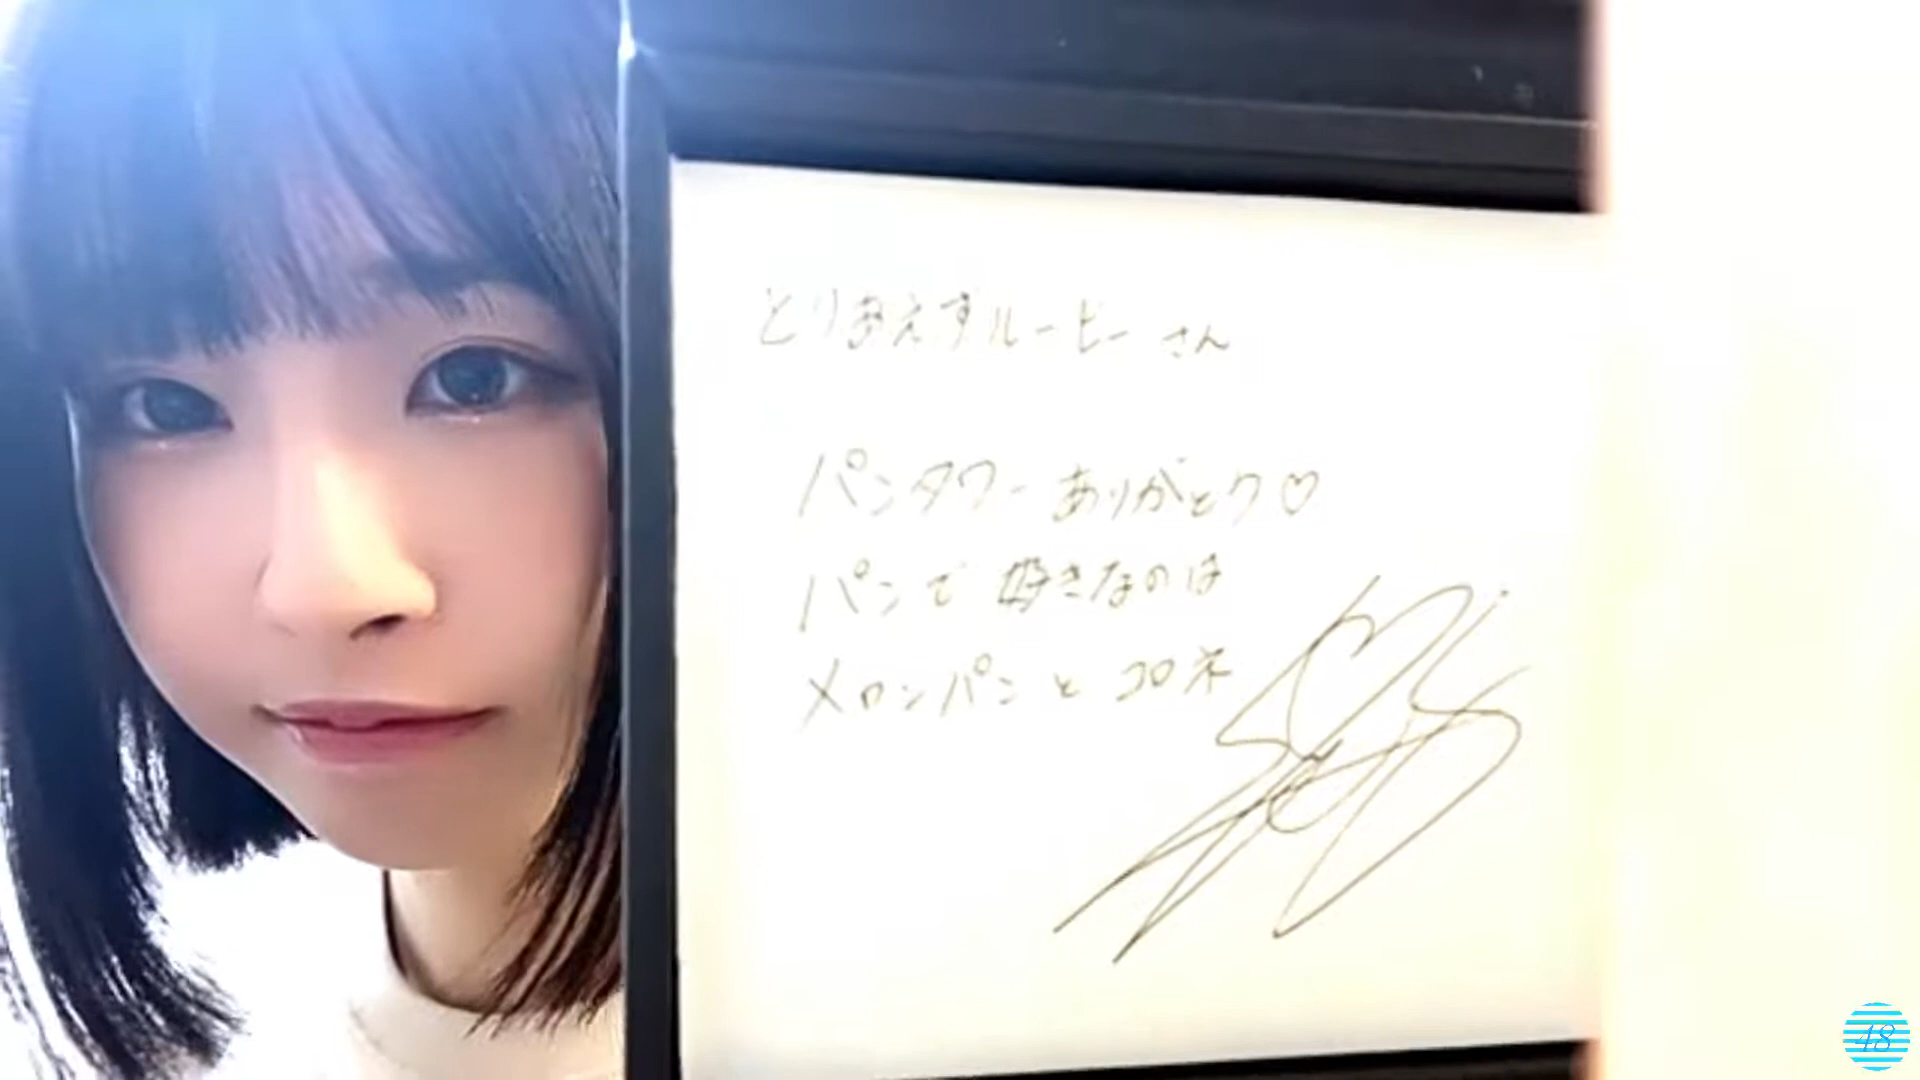 とりあえずルービーさん
パンタワーありがとう♡
パンで好きなのは
メロンパンとコロネ
48